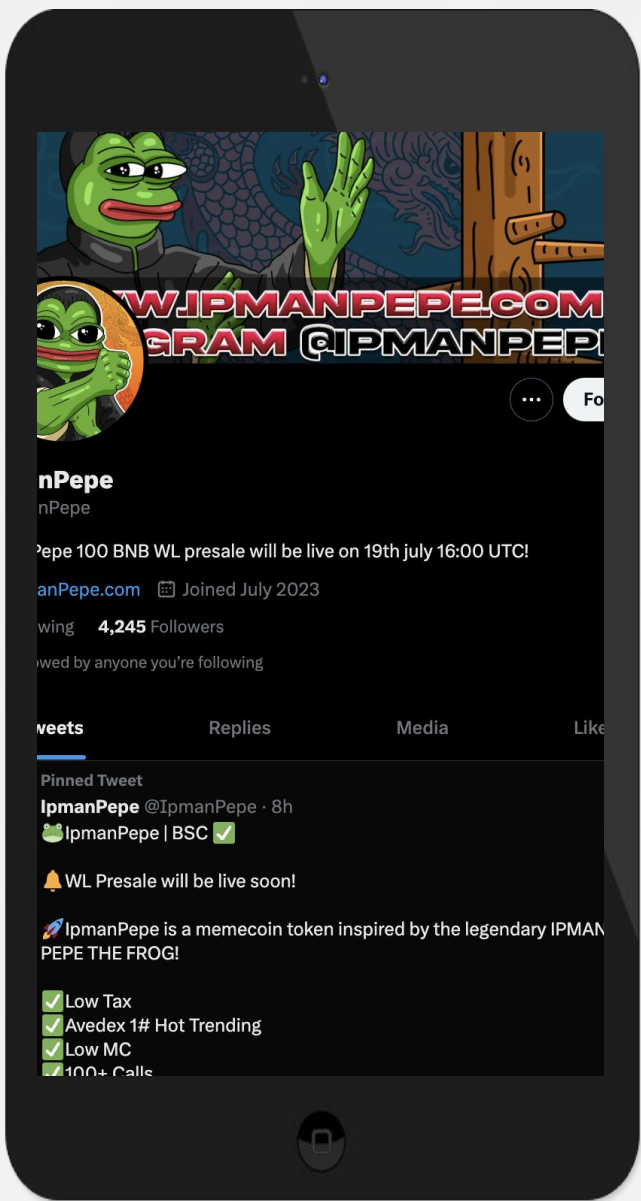 W.IPMANPEPE.COM
GRAM @IPMANPEP
Fo
nPepe
nPepe
Pepe 100 BNB WL presale will be live on 19th july 16:00 UTC!
anPepe.com Joined July 2023
wing 4,245 Followers
owed by anyone you're following
weets Replies Media Like
Pinned Tweet
IpmanPepe @IpmanPepe · 8h
🐸IpmanPepe | BSC ✅
🔔WL Presale will be live soon!
🚀IpmanPepe is a memecoin token inspired by the legendary IPMAN
PEPE THE FROG!
✅Low Tax
✅Avedex 1# Hot Trending
✅Low MC
✅100+ Calls